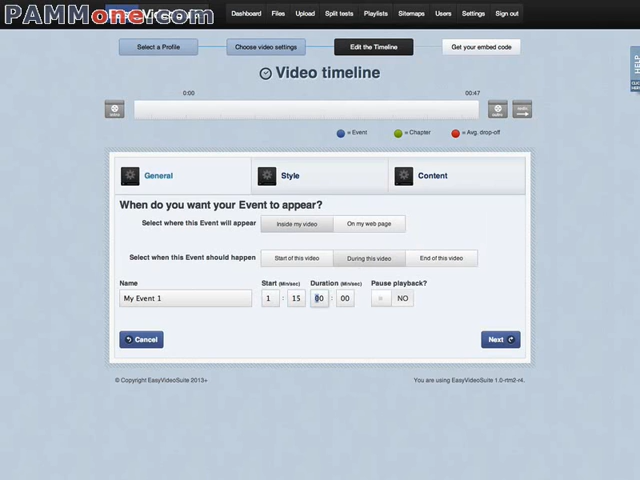 PAMMone.com
Dashboard Files Upload Split tests Playlists Sitemaps Users Settings Sign out
Select a Profile Choose video settings Edit the Timeline Get your embed code
HELP
Video timeline
0:00 00:47
= Event = Chapter = Avg. drop-off
General Style Content
When do you want your Event to appear?
Select where this Event will appear Inside my video On my web page
Select when this Event should happen Start of this video During this video End of this video
Name Start (Min/sec) Duration (Min/sec) Pause playback?
My Event 1 1 : 15 00 : 00 NO
Cancel Next
© Copyright EasyVideoSuite 2013+ You are using EasyVideoSuite 1.0-rtm2-r4.